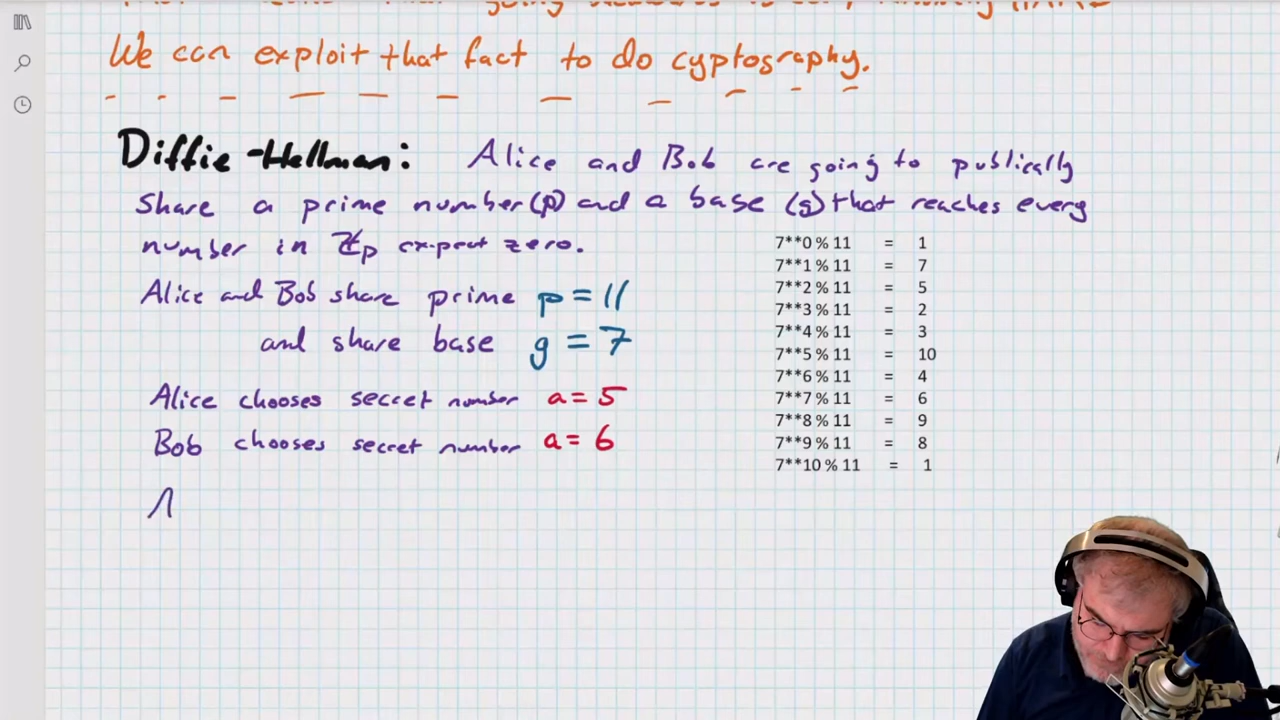 We can exploit that fact to do cyptography.
Diffie-Hellman: Alice and Bob are going to publically
share a prime number (p) and a base (g) that reaches every
number in ℤp expect zero.
Alice and Bob share prime p = 11
and share base g = 7
Alice chooses secret number a = 5
Bob chooses secret number a = 6
7**0 % 11 = 1
7**1 % 11 = 7
7**2 % 11 = 5
7**3 % 11 = 2
7**4 % 11 = 3
7**5 % 11 = 10
7**6 % 11 = 4
7**7 % 11 = 6
7**8 % 11 = 9
7**9 % 11 = 8
7**10 % 11 = 1